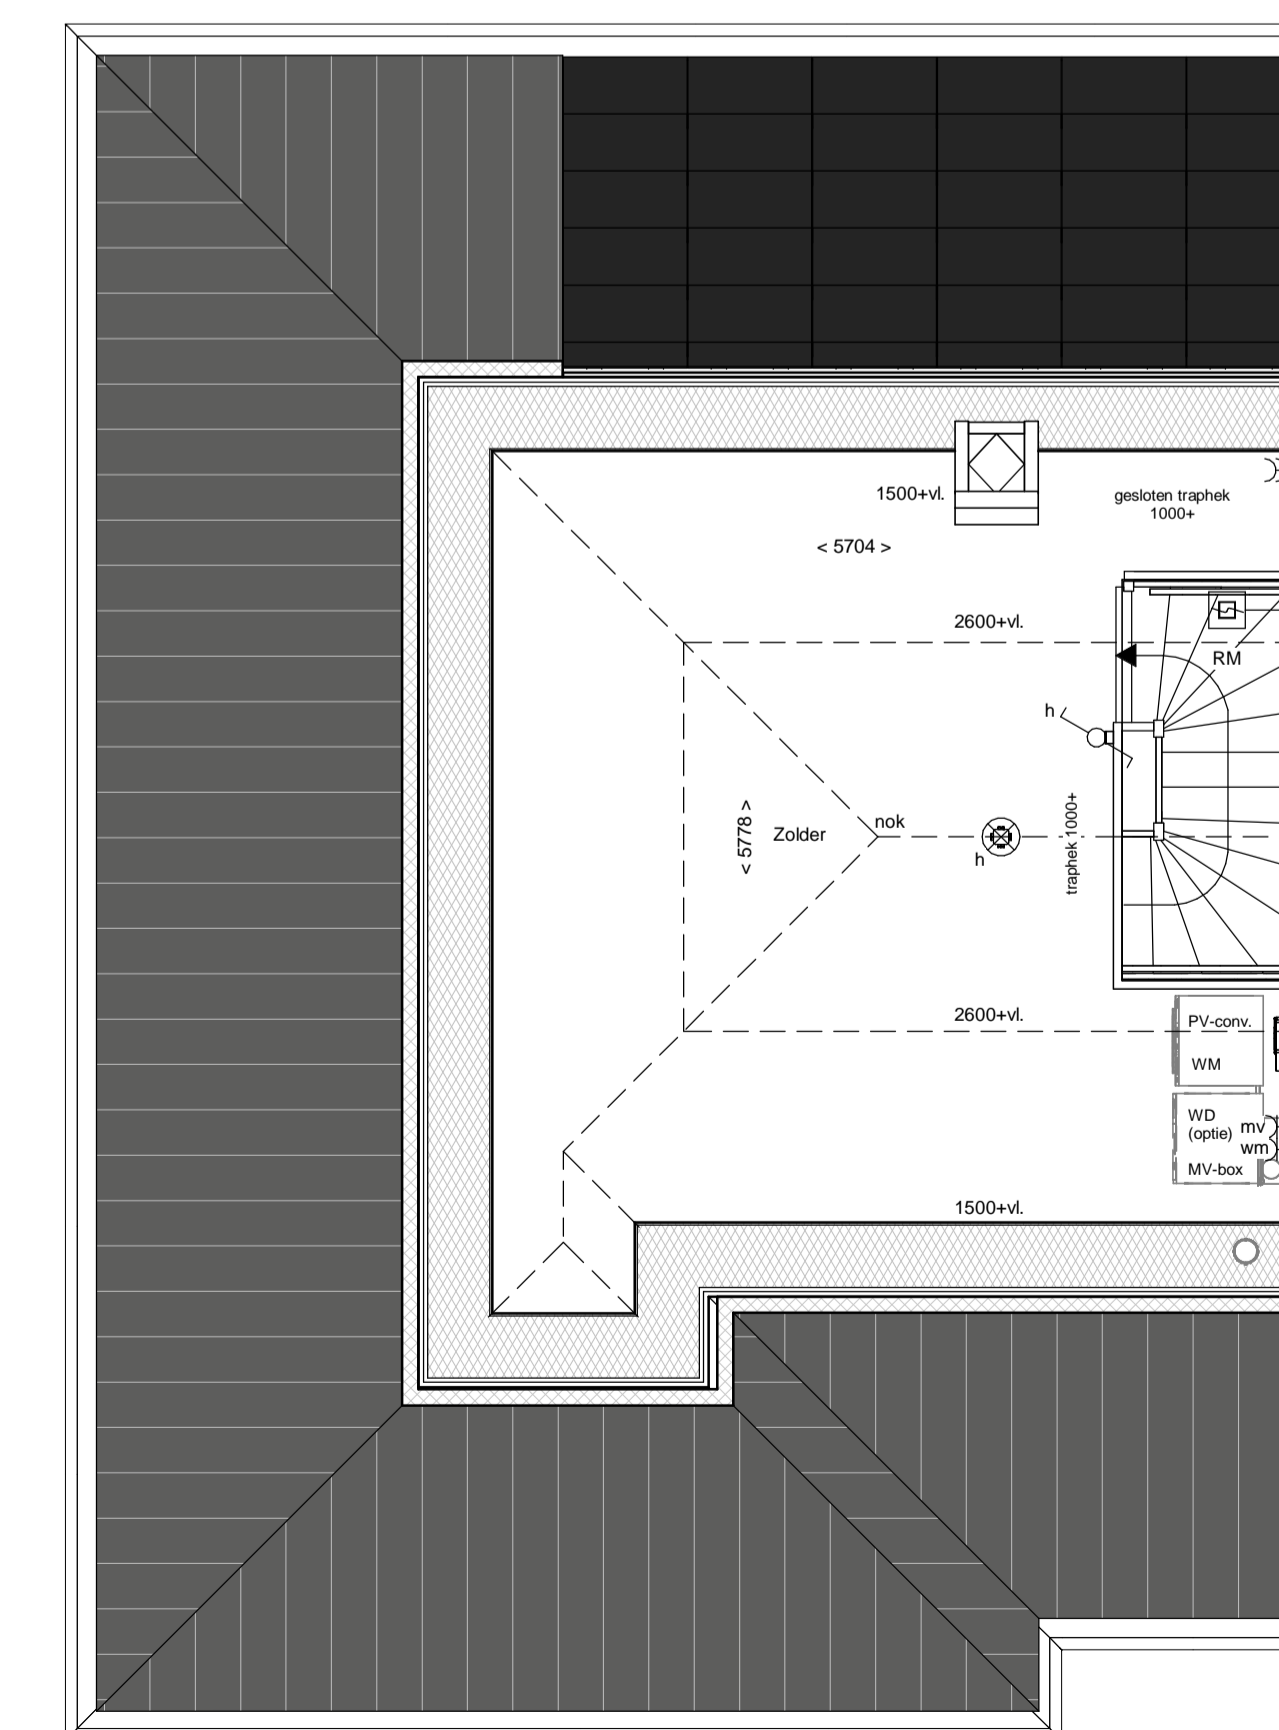 1500+vl.
gesloten traphek
1000+
< 5704 >
2600+vl.
RM
h
< 5778 >
Zolder
nok
h
traphek 1000+
2600+vl.
PV-conv.
WM
WD
(optie)
mv
wm
MV-box
1500+vl.